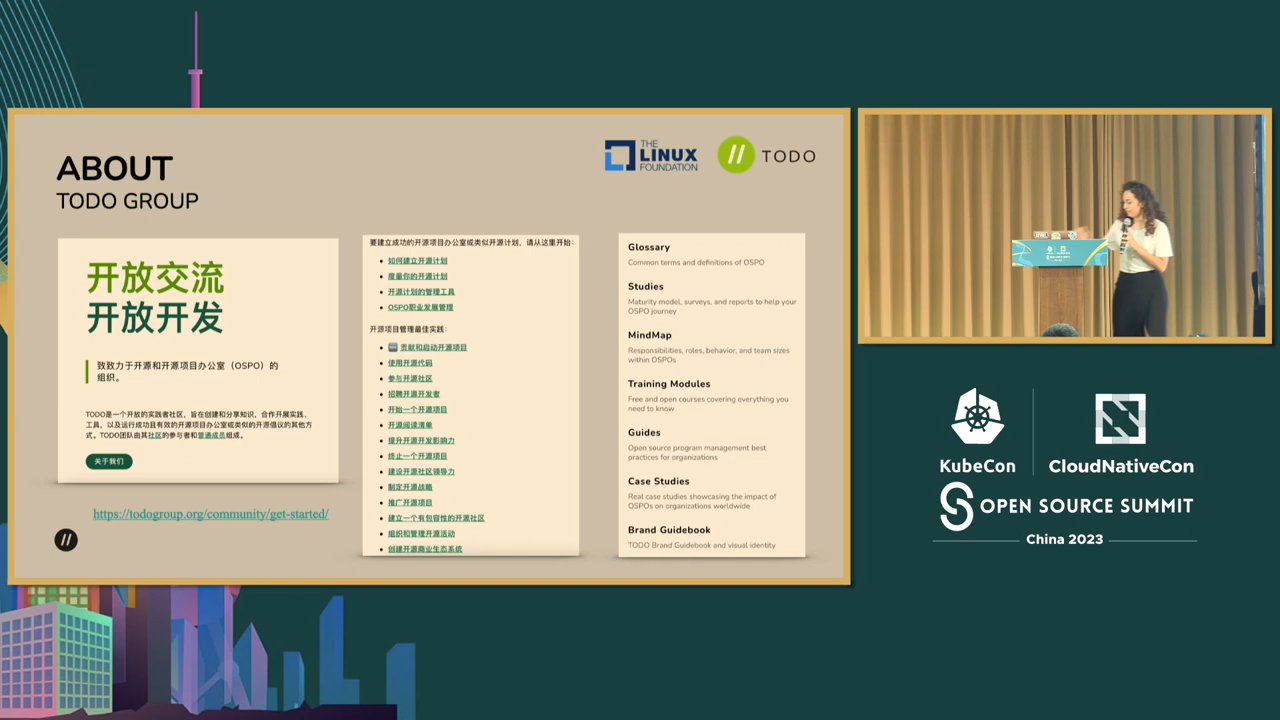 ABOUT
TODO GROUP
THE
LINUX
FOUNDATION
TODO
开放交流
开放开发
致致力于开源和开源项目办公室（OSPO）的
组织。
TODO是一个开放的实践者社区，旨在创建和分享知识，合作开展实践、
工具，以及运行成功且有效的开源项目办公室或类似的开源倡议的其他方
式。TODO团队由其社区的参与者和普通成员组成。
关于我们
https://todogroup.org/community/get-started/
要建立成功的开源项目办公室或类似开源计划，请从这里开始：
如何建立开源计划
度量你的开源计划
开源计划的管理工具
OSPO职业发展管理
开源项目管理最佳实践：
贡献和启动开源项目
使用开源代码
参与开源社区
招聘开源开发者
开始一个开源项目
开源阅读清单
提升开源开发影响力
终止一个开源项目
建设开源社区领导力
制定开源战略
推广开源项目
建立一个有包容性的开源社区
组织和管理开源活动
创建开源商业生态系统
Glossary
Common terms and definitions of OSPO
Studies
Maturity model, surveys, and reports to help your
OSPO journey
MindMap
Responsibilities, roles, behavior, and team sizes
within OSPOs
Training Modules
Free and open courses covering everything you
need to know
Guides
Open source program management best
practices for organizations
Case Studies
Real case studies showcasing the impact of
OSPOs on organizations worldwide
Brand Guidebook
TODO Brand Guidebook and visual identity
KubeCon
CloudNativeCon
OPEN SOURCE SUMMIT
China 2023